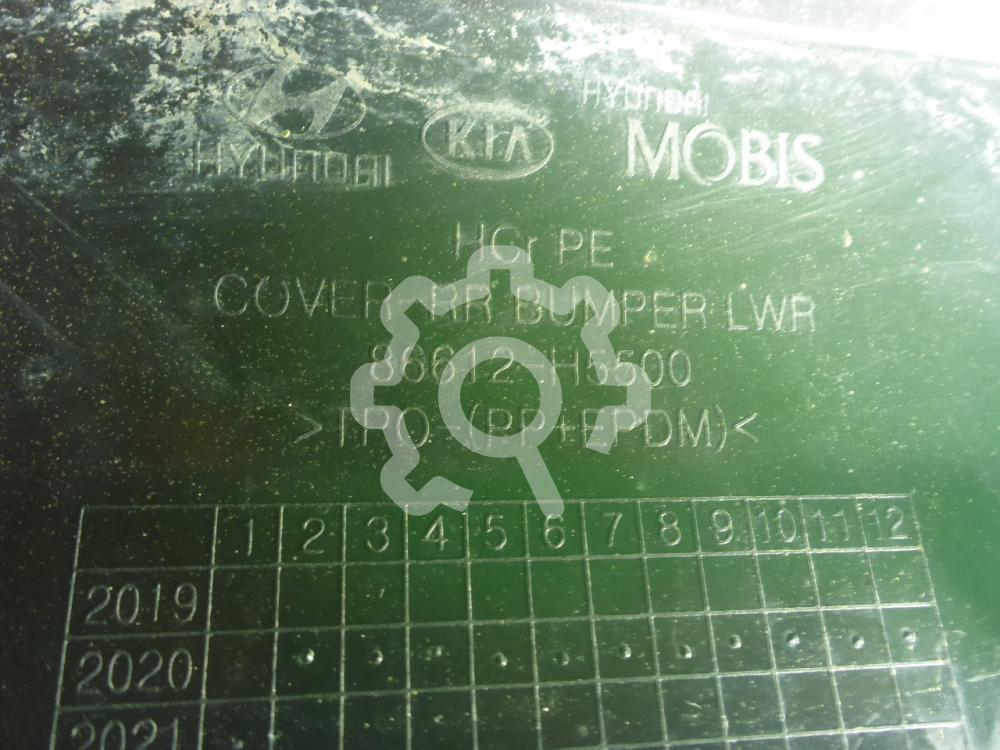 HYUNDAI KIA HYUNDAI MOBIS
HCr PE
COVER-RR BUMPER LWR
86612-H5500
>TPO (PP+EPDM)<
1 2 3 4 5 6 7 8 9 10 11 12
2019
2020
2021